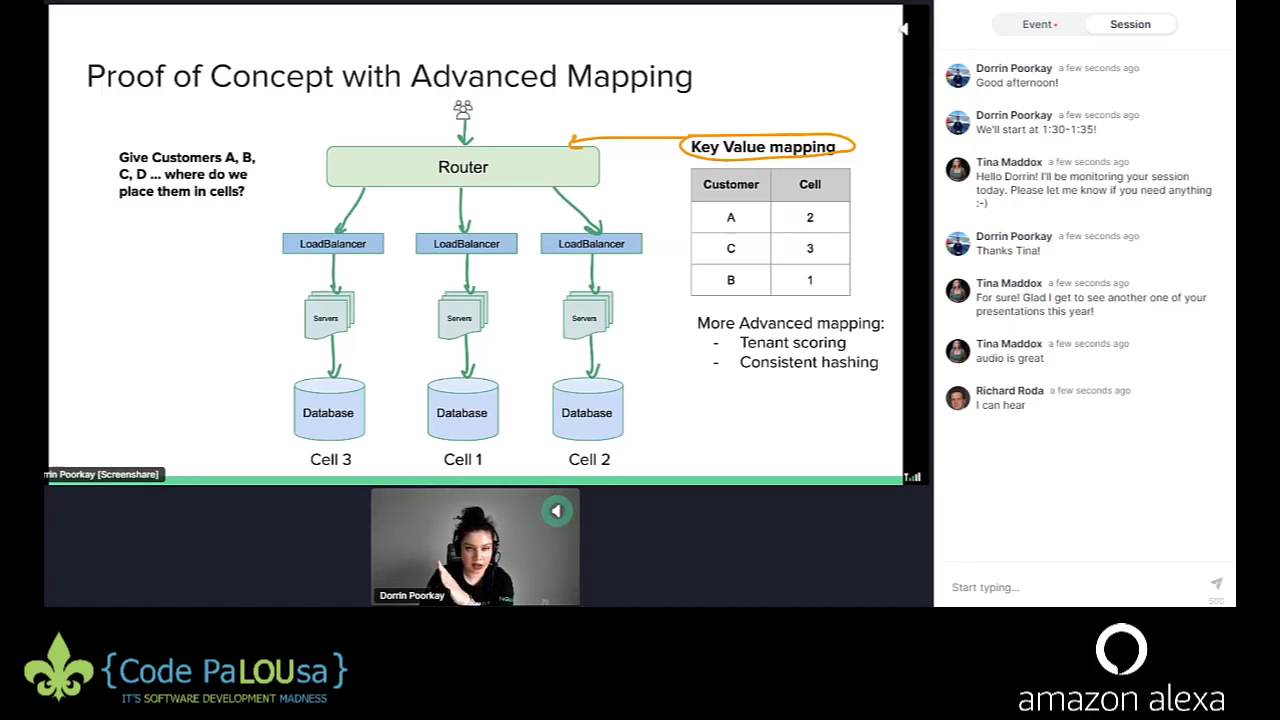 Proof of Concept with Advanced Mapping
Give Customers A, B,
C, D ... where do we
place them in cells?
Router
Key Value mapping
Customer Cell
A 2
C 3
B 1
LoadBalancer LoadBalancer LoadBalancer
Servers Servers Servers
More Advanced mapping:
- Tenant scoring
- Consistent hashing
Database Database Database
Cell 3 Cell 1 Cell 2
rrin Poorkay [Screenshare]
Dorrin Poorkay
Event Session
Dorrin Poorkay a few seconds ago
Good afternoon!
Dorrin Poorkay a few seconds ago
We'll start at 1:30-1:35!
Tina Maddox a few seconds ago
Hello Dorrin! I'll be monitoring your session
today. Please let me know if you need anything
:-)
Dorrin Poorkay a few seconds ago
Thanks Tina!
Tina Maddox a few seconds ago
For sure! Glad I get to see another one of your
presentations this year!
Tina Maddox a few seconds ago
audio is great
Richard Roda a few seconds ago
I can hear
Start typing...
500
{Code PaLOUsa}
IT'S SOFTWARE DEVELOPMENT MADNESS
amazon alexa